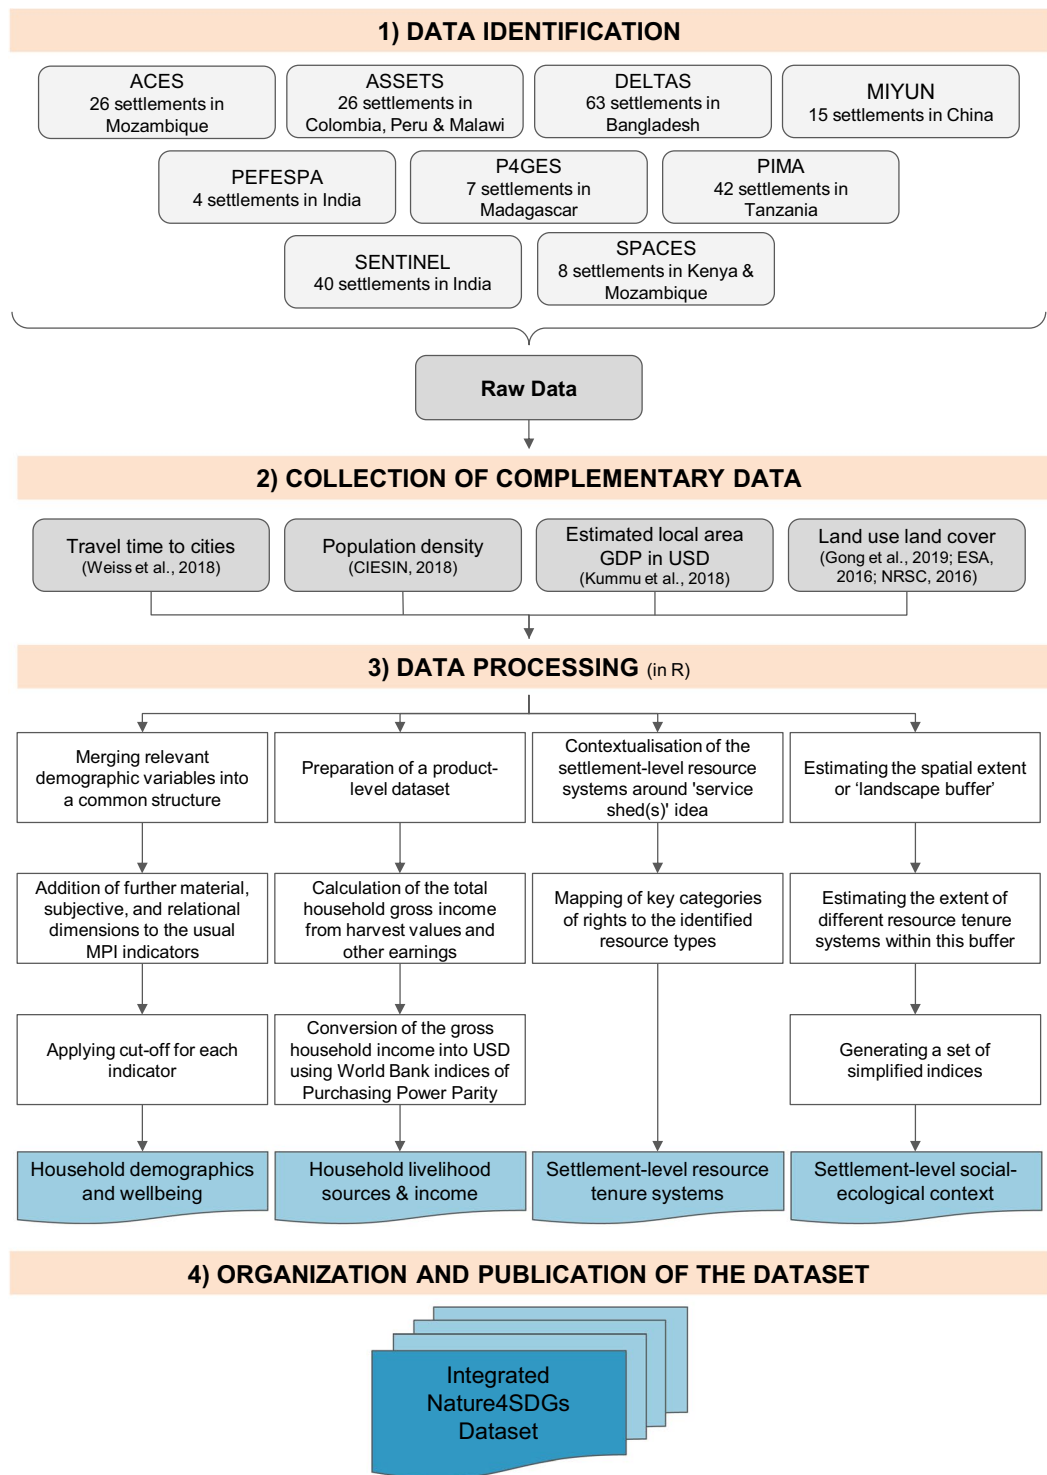 1) DATA IDENTIFICATION
ACES
26 settlements in
Mozambique
ASSETS
26 settlements in
Colombia, Peru & Malawi
DELTAS
63 settlements in
Bangladesh
MIYUN
15 settlements in China
PEFESPA
4 settlements in India
P4GES
7 settlements in
Madagascar
PIMA
42 settlements in
Tanzania
SENTINEL
40 settlements in India
SPACES
8 settlements in Kenya &
Mozambique
Raw Data
2) COLLECTION OF COMPLEMENTARY DATA
Travel time to cities
(Weiss et al., 2018)
Population density
(CIESIN, 2018)
Estimated local area
GDP in USD
(Kummu et al., 2018)
Land use land cover
(Gong et al., 2019; ESA,
2016; NRSC, 2016)
3) DATA PROCESSING (in R)
Merging relevant
demographic variables into
a common structure
Preparation of a product-
level dataset
Contextualisation of the
settlement-level resource
systems around 'service
shed(s)' idea
Estimating the spatial extent
or ‘landscape buffer’
Addition of further material,
subjective, and relational
dimensions to the usual
MPI indicators
Calculation of the total
household gross income
from harvest values and
other earnings
Mapping of key categories
of rights to the identified
resource types
Estimating the extent of
different resource tenure
systems within this buffer
Applying cut-off for each
indicator
Conversion of the gross
household income into USD
using World Bank indices of
Purchasing Power Parity
Generating a set of
simplified indices
Household demographics
and wellbeing
Household livelihood
sources & income
Settlement-level resource
tenure systems
Settlement-level social-
ecological context
4) ORGANIZATION AND PUBLICATION OF THE DATASET
Integrated
Nature4SDGs
Dataset